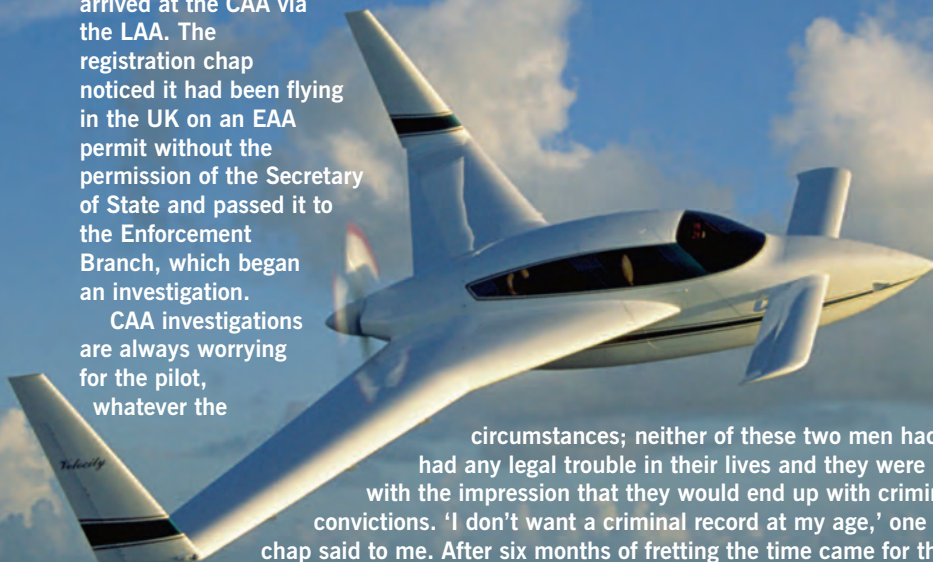 arrived at the CAA via
the LAA. The
registration chap
noticed it had been flying
in the UK on an EAA
permit without the
permission of the Secretary
of State and passed it to
the Enforcement
Branch, which began
an investigation.
CAA investigations
are always worrying
for the pilot,
whatever the
circumstances; neither of these two men had
had any legal trouble in their lives and they were
with the impression that they would end up with
convictions. ‘I don’t want a criminal record at my age,’ one
chap said to me. After six months of fretting the time came for
Velocity